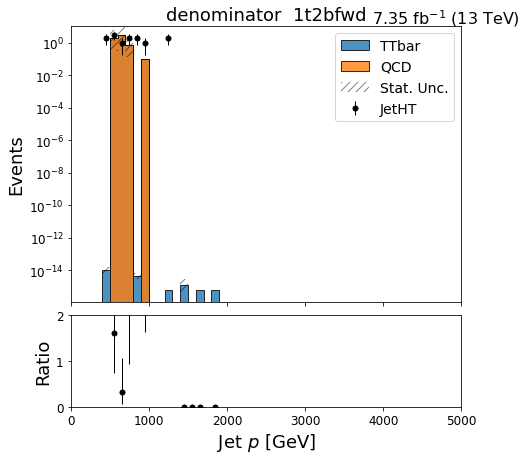 denominator 1t2bfwd 7.35 fb⁻¹ (13 TeV)
TTbar
QCD
Stat. Unc.
JetHT
Events
10⁰
10⁻²
10⁻⁴
10⁻⁶
10⁻⁸
10⁻¹⁰
10⁻¹²
10⁻¹⁴
Ratio
2
1
0
0 1000 2000 3000 4000 5000
Jet p [GeV]